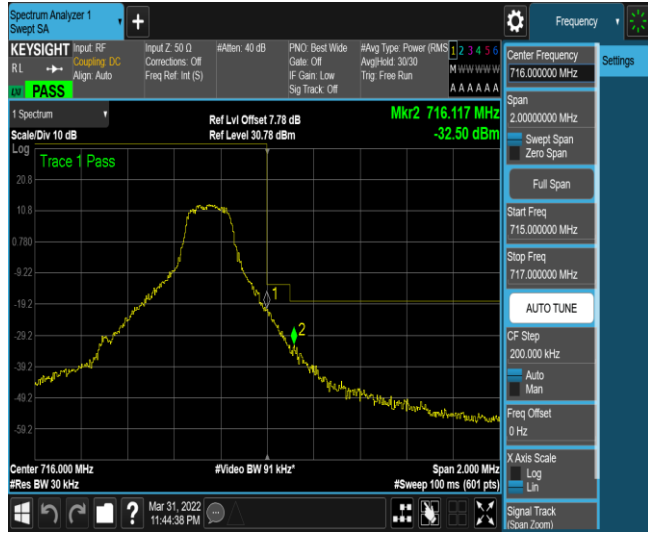 Spectrum Analyzer 1
Swept SA
Frequency
KEYSIGHT
RL
PASS
Input: RF
Coupling: DC
Align: Auto
Input Z: 50 Ω
Corrections: Off
Freq Ref: Int (S)
#Atten: 40 dB
PNO: Best Wide
Gate: Off
IF Gain: Low
Sig Track: Off
#Avg Type: Power (RMS
Avg|Hold: 30/30
Trig: Free Run
1 2 3 4 5 6
M W W W W W
A A A A A A
Center Frequency
716.000000 MHz
Settings
Span
2.00000000 MHz
Swept Span
Zero Span
Full Span
Start Freq
715.000000 MHz
Stop Freq
717.000000 MHz
AUTO TUNE
CF Step
200.000 kHz
Auto
Man
Freq Offset
0 Hz
X Axis Scale
Log
Lin
Signal Track
(Span Zoom)
1 Spectrum
Scale/Div 10 dB
Ref Lvl Offset 7.78 dB
Ref Level 30.78 dBm
Mkr2 716.117 MHz
-32.50 dBm
Log
Trace 1 Pass
20.8
10.8
0.780
-9.22
-19.2
-29.2
-39.2
-49.2
-59.2
1
2
Center 716.000 MHz
#Res BW 30 kHz
#Video BW 91 kHz*
Span 2.000 MHz
#Sweep 100 ms (601 pts)
?
Mar 31, 2022
11:44:38 PM